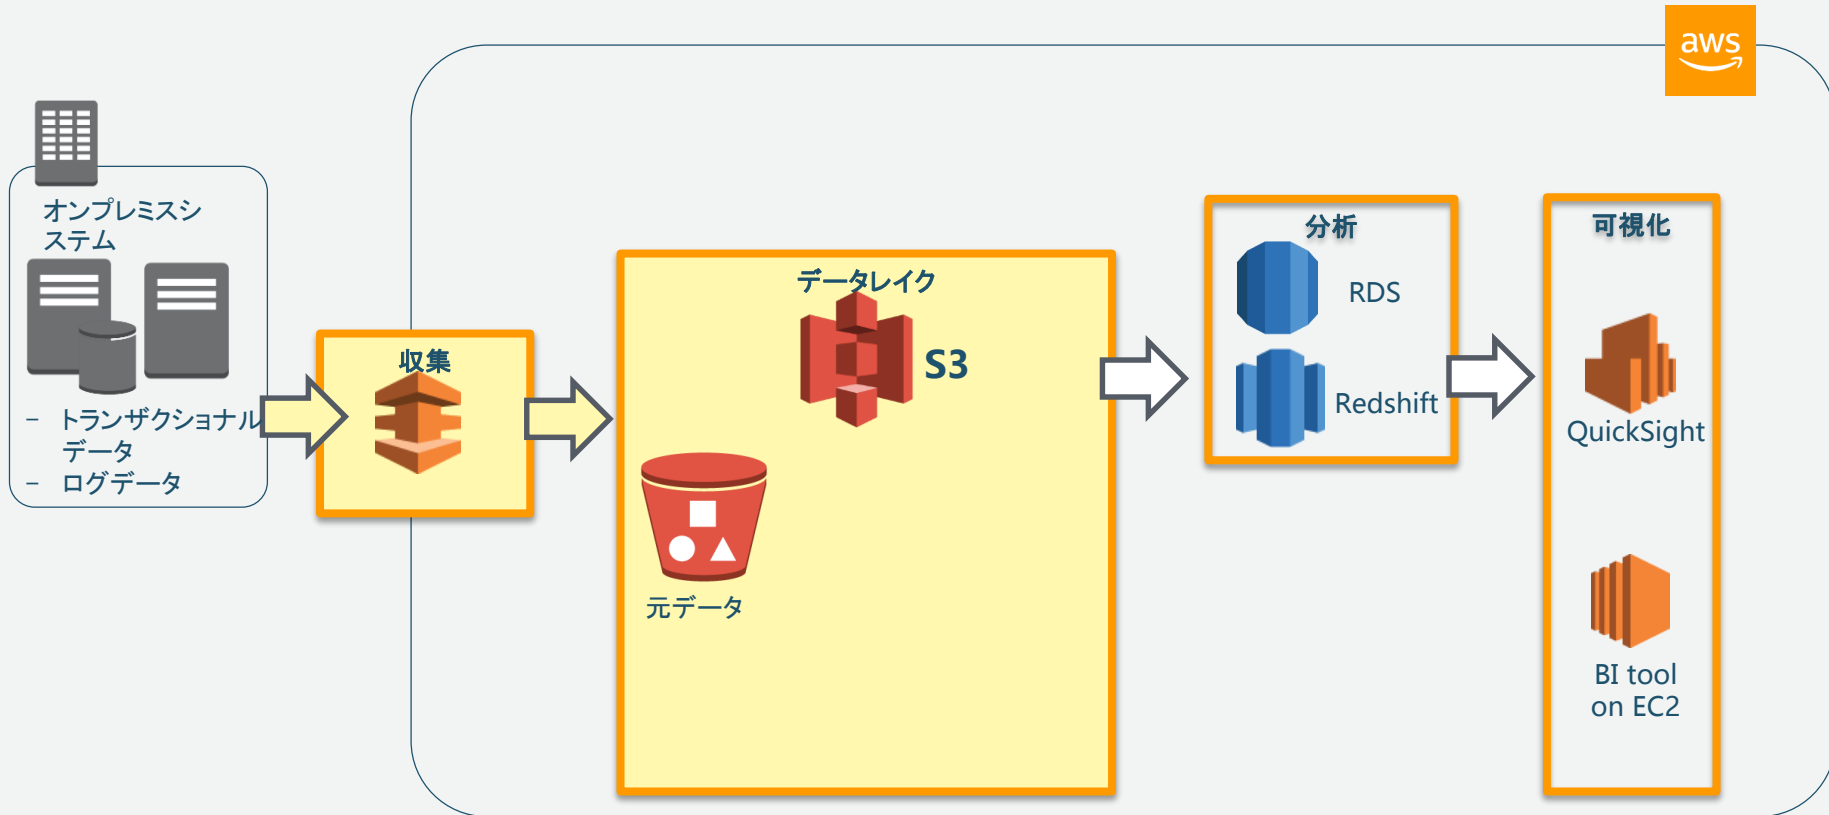 aws
オンプレミスシ
ステム
－ トランザクショナル
データ
－ ログデータ
収集
データレイク
S3
元データ
分析
RDS
Redshift
可視化
QuickSight
BI tool
on EC2